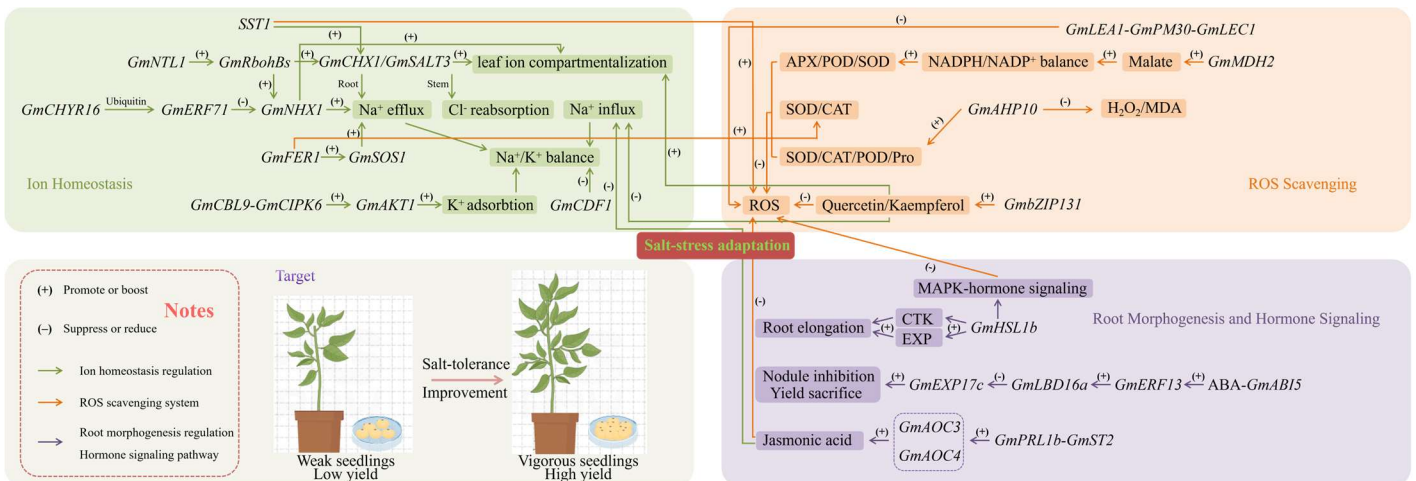 SST1
(+)
(+)
(+)
GmNTL1
(+)
GmRbohBs
(+)
GmCHX1/GmSALT3
(+)
leaf ion compartmentalization
(+)
Root
Stem
GmCHYR16
Ubiquitin
GmERF71
(-)
GmNHX1
(+)
Na⁺ efflux
Cl⁻ reabsorption
Na⁺ influx
(+)
(+)
GmFER1
(+)
GmSOS1
Na⁺/K⁺ balance
(+)
Ion Homeostasis
(-)
(-)
(-)
GmCBL9-GmCIPK6
(+)
GmAKT1
(+)
K⁺ adsorbtion
GmCDF1
(-)
GmLEA1-GmPM30-GmLEC1
(+)
APX/POD/SOD
(+)
NADPH/NADP⁺ balance
(+)
Malate
(+)
GmMDH2
SOD/CAT
GmAHP10
(-)
H₂O₂/MDA
(+)
SOD/CAT/POD/Pro
(-)
(-)
ROS Scavenging
ROS
(-)
Quercetin/Kaempferol
(+)
GmbZIP131
Salt-stress adaptation
Notes
(+)
Promote or boost
(-)
Suppress or reduce
Ion homeostasis regulation
ROS scavenging system
Root morphogenesis regulation
Hormone signaling pathway
Target
Salt-tolerance
Improvement
Weak seedlings
Low yield
Vigorous seedlings
High yield
(-)
MAPK-hormone signaling
(-)
Root elongation
(+)
CTK
EXP
(+)
GmHSL1b
Root Morphogenesis and Hormone Signaling
Nodule inhibition
Yield sacrifice
(+)
GmEXP17c
(-)
GmLBD16a
(+)
GmERF13
(+)
ABA-GmABI5
Jasmonic acid
(+)
GmAOC3
GmAOC4
(+)
GmPRL1b-GmST2